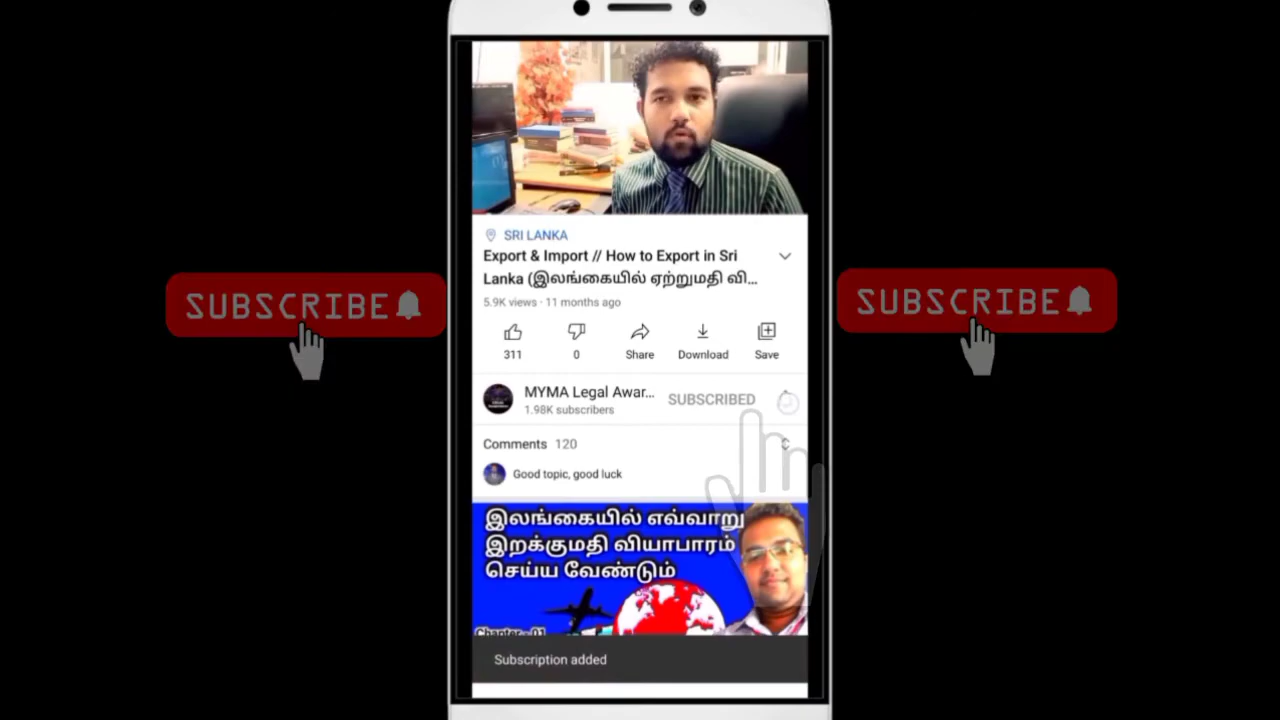 SRI LANKA
Export & Import // How to Export in Sri
Lanka (இலங்கையில் ஏற்றுமதி வி...
5.9K views · 11 months ago
311
0
Share
Download
Save
SUBSCRIBE
SUBSCRIBE
MYMA Legal Awar...
SUBSCRIBED
1.98K subscribers
Comments 120
Good topic, good luck
இலங்கையில் எவ்வாறு
இறக்குமதி வியாபாரம்
செய்ய வேண்டும்
Chapter - 01
Subscription added